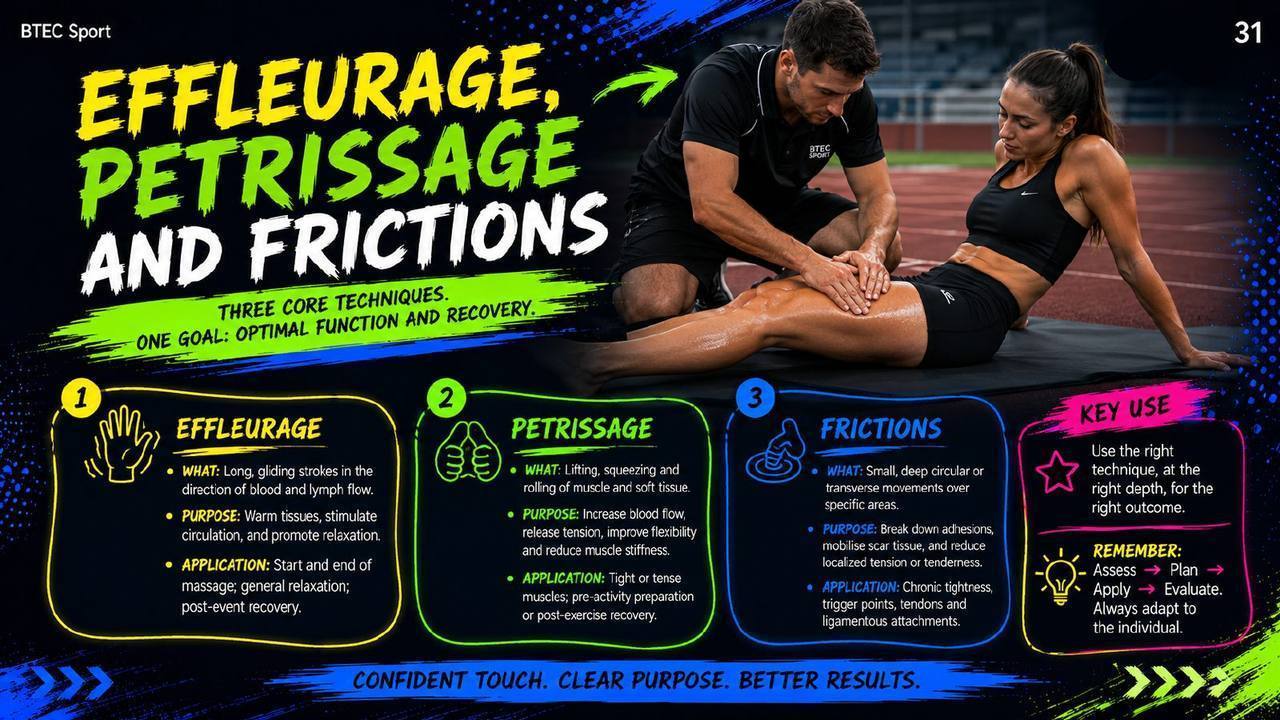 BTEC Sport
31
EFFLEURAGE,
PETRISSAGE
AND FRICTIONS
THREE CORE TECHNIQUES.
ONE GOAL: OPTIMAL FUNCTION AND RECOVERY.
BTEC
SPORT
1
EFFLEURAGE
• WHAT: Long, gliding strokes in the
direction of blood and lymph flow.
• PURPOSE: Warm tissues, stimulate
circulation, and promote relaxation.
• APPLICATION: Start and end of
massage; general relaxation;
post-event recovery.
2
PETRISSAGE
• WHAT: Lifting, squeezing and
rolling of muscle and soft tissue.
• PURPOSE: Increase blood flow,
release tension, improve flexibility
and reduce muscle stiffness.
• APPLICATION: Tight or tense
muscles; pre-activity preparation
or post-exercise recovery.
3
FRICTIONS
• WHAT: Small, deep circular or
transverse movements over
specific areas.
• PURPOSE: Break down adhesions,
mobilise scar tissue, and reduce
localized tension or tenderness.
• APPLICATION: Chronic tightness,
trigger points, tendons and
ligamentous attachments.
KEY USE
Use the right
technique, at the
right depth, for the
right outcome.
REMEMBER:
Assess → Plan →
Apply → Evaluate.
Always adapt to
the individual.
CONFIDENT TOUCH. CLEAR PURPOSE. BETTER RESULTS.